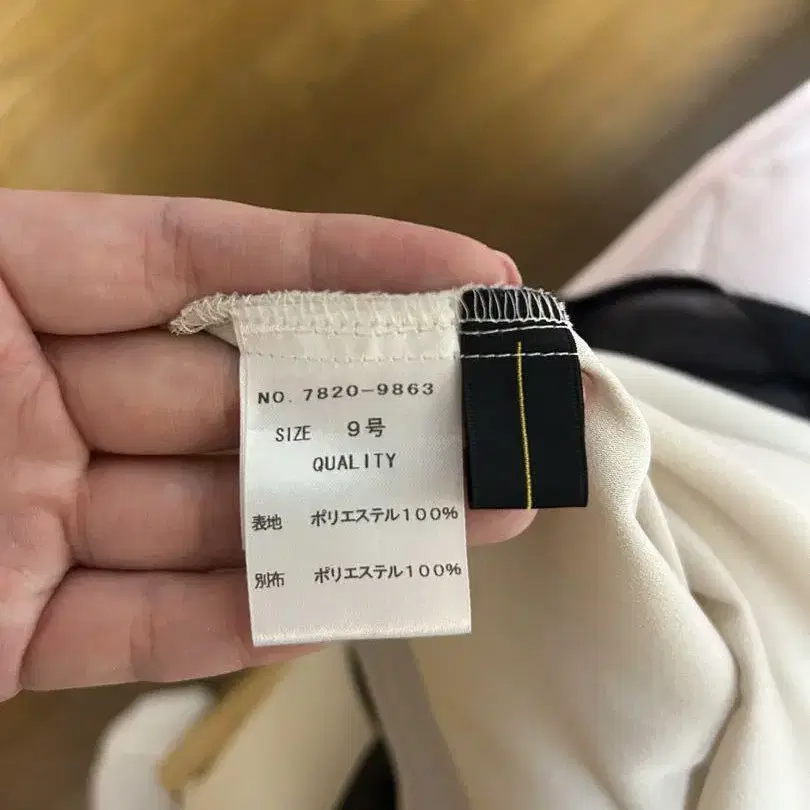 NO. 7820-9863
SIZE 9号
QUALITY
表地 ポリエステル100%
別布 ポリエステル100%